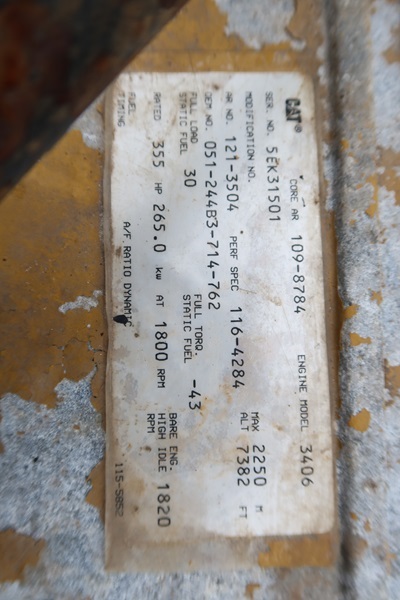 CAT® CORE AR 109-8784 ENGINE MODEL 3406
SER. NO. 5EK31501
MODIFICATION NO.
AR NO. 121-3504 PERF SPEC 116-4284 MAX ALT 2250 M 7382 FT
OEM NO. 051-244B3-714-762
FULL LOAD STATIC FUEL 30 FULL TORQ. STATIC FUEL -43
RATED 355 HP 265.0 kw AT 1800 RPM BARE ENG. HIGH IDLE RPM 1820
FUEL TIMING A/F RATIO DYNAMIC 115-5852